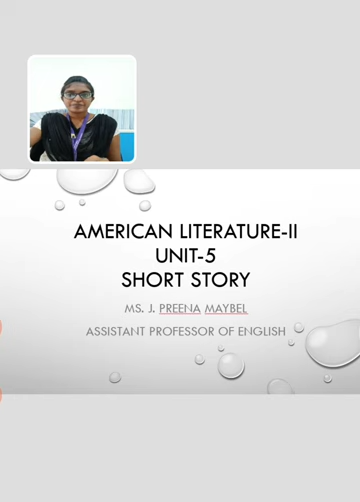 AMERICAN LITERATURE-II
UNIT-5
SHORT STORY
MS. J. PREENA MAYBEL
ASSISTANT PROFESSOR OF ENGLISH